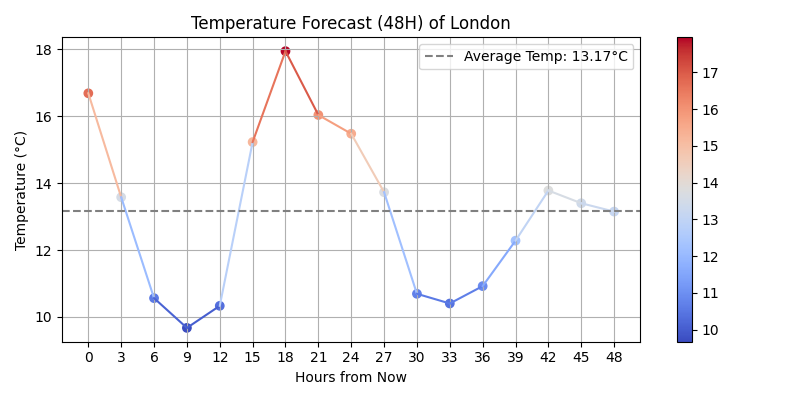 Temperature Forecast (48H) of London
Average Temp: 13.17°C
Temperature (°C)
18
16
14
12
10
0 3 6 9 12 15 18 21 24 27 30 33 36 39 42 45 48
Hours from Now
17
16
15
14
13
12
11
10